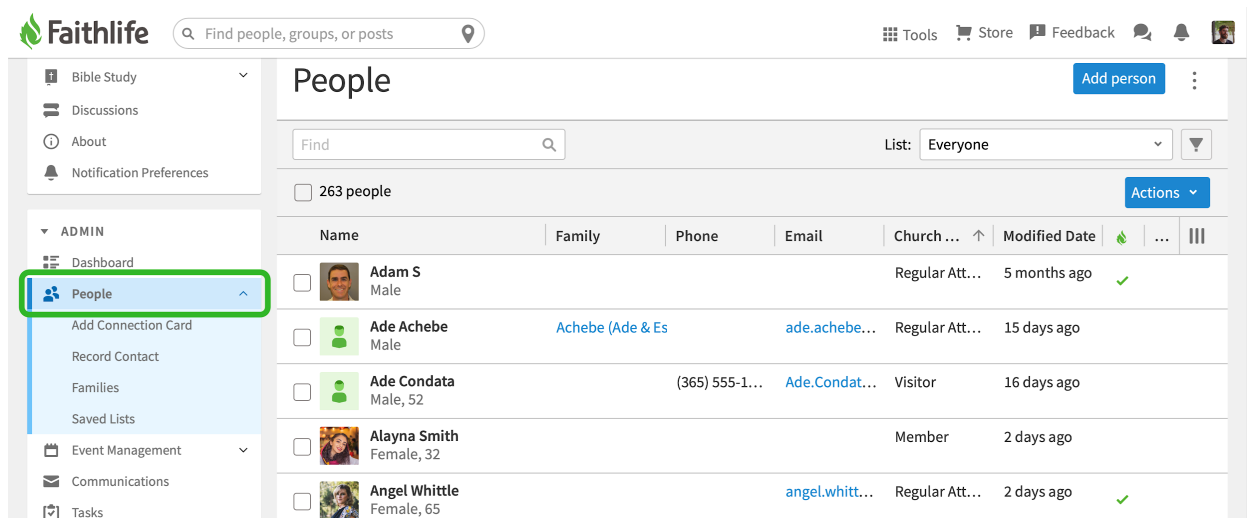 Faithlife
Find people, groups, or posts
Tools
Store
Feedback
Bible Study
Discussions
About
Notification Preferences
ADMIN
Dashboard
People
Add Connection Card
Record Contact
Families
Saved Lists
Event Management
Communications
Tasks
People
Add person
Find
List: Everyone
263 people
Actions
Name Family Phone Email Church ... Modified Date ...
Adam S Regular Att... 5 months ago
Male
Ade Achebe Achebe (Ade & Es ade.achebe... Regular Att... 15 days ago
Male
Ade Condata (365) 555-1... Ade.Condat... Visitor 16 days ago
Male, 52
Alayna Smith Member 2 days ago
Female, 32
Angel Whittle angel.whitt... Regular Att... 2 days ago
Female, 65